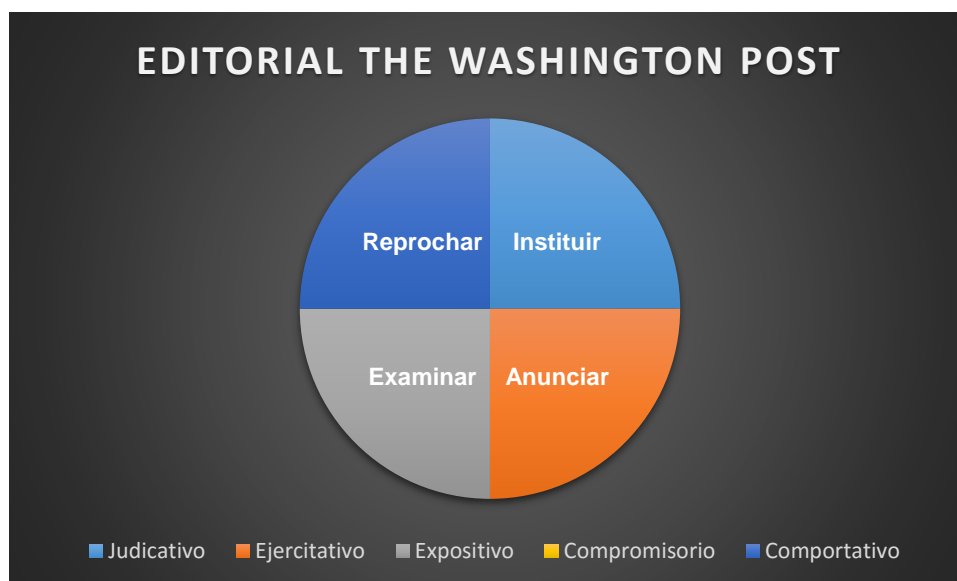 EDITORIAL THE WASHINGTON POST
Reprochar
Instituir
Examinar
Anunciar
Judicativo
Ejercitativo
Expositivo
Compromisorio
Comportativo